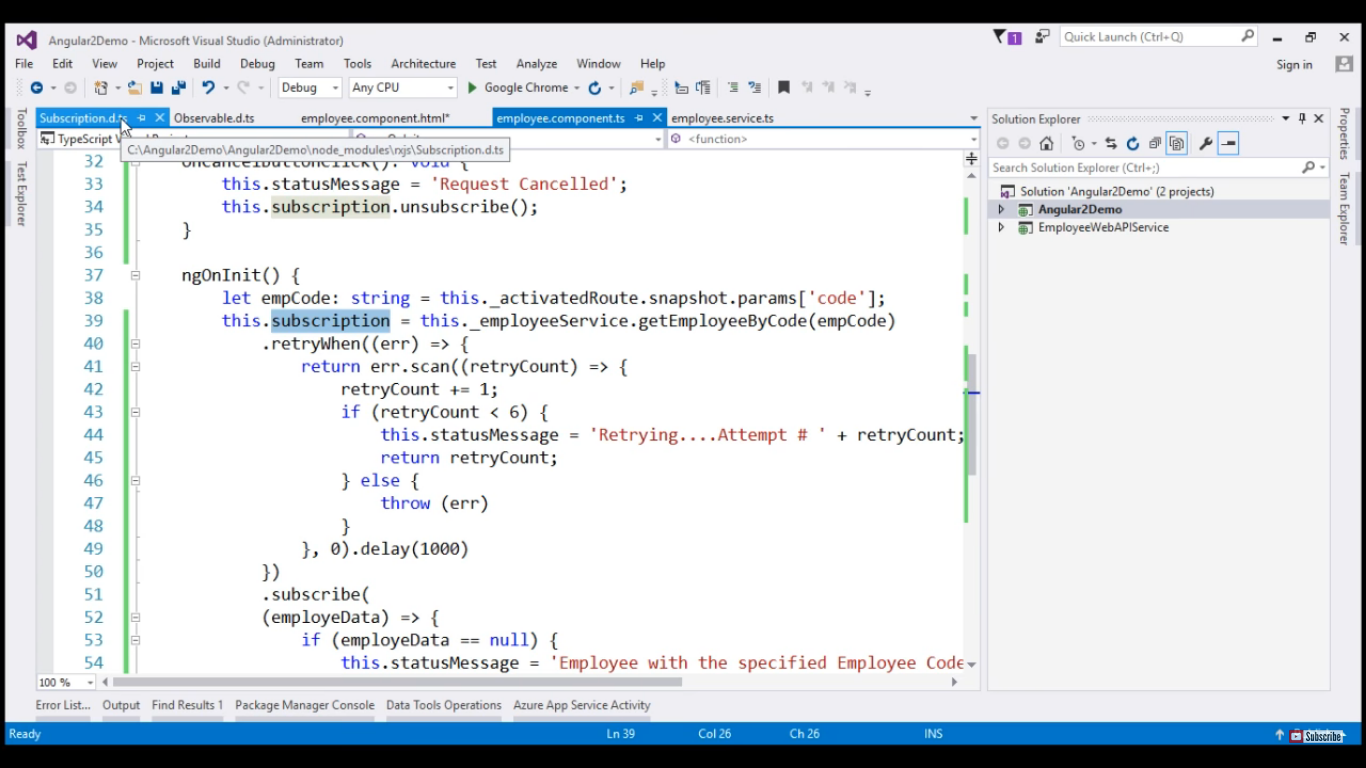 Angular2Demo - Microsoft Visual Studio (Administrator)
1
Quick Launch (Ctrl+Q)
File Edit View Project Build Debug Team Tools Architecture Test Analyze Window Help
Sign in
Debug Any CPU Google Chrome
Toolbox
Test Explorer
Subscription.d.ts Observable.d.ts employee.component.html* employee.component.ts employee.service.ts
TypeScript
<function>
C:\Angular2Demo\Angular2Demo\node_modules\rxjs\Subscription.d.ts
32 onCancelButtonClick(): void {
33 this.statusMessage = 'Request Cancelled';
34 this.subscription.unsubscribe();
35 }
36
37 ngOnInit() {
38 let empCode: string = this._activatedRoute.snapshot.params['code'];
39 this.subscription = this._employeeService.getEmployeeByCode(empCode)
40 .retryWhen((err) => {
41 return err.scan((retryCount) => {
42 retryCount += 1;
43 if (retryCount < 6) {
44 this.statusMessage = 'Retrying....Attempt # ' + retryCount;
45 return retryCount;
46 } else {
47 throw (err)
48 }
49 }, 0).delay(1000)
50 })
51 .subscribe(
52 (employeData) => {
53 if (employeData == null) {
54 this.statusMessage = 'Employee with the specified Employee Code
100 %
Solution Explorer
Search Solution Explorer (Ctrl+;)
Solution 'Angular2Demo' (2 projects)
Angular2Demo
EmployeeWebAPIService
Properties
Team Explorer
Error List... Output Find Results 1 Package Manager Console Data Tools Operations Azure App Service Activity
Ready Ln 39 Col 26 Ch 26 INS
Subscribe